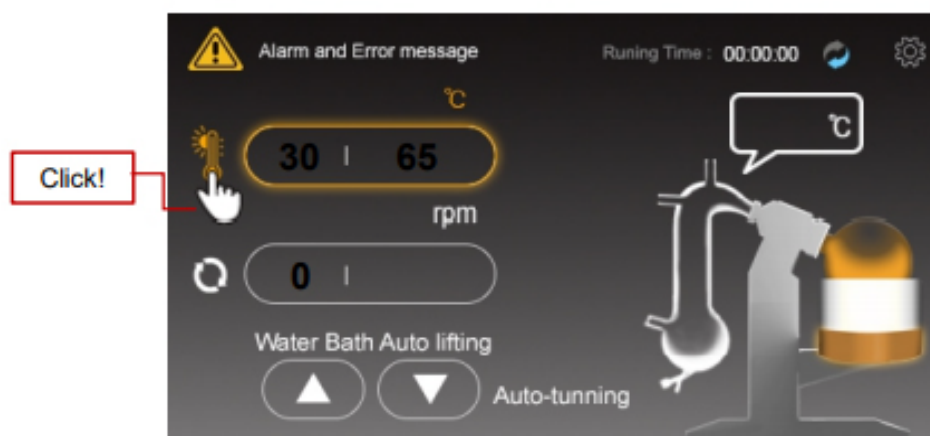 Alarm and Error message
Runing Time : 00:00:00
℃
℃
30 | 65
Click!
rpm
0 |
Water Bath Auto lifting
Auto-tunning